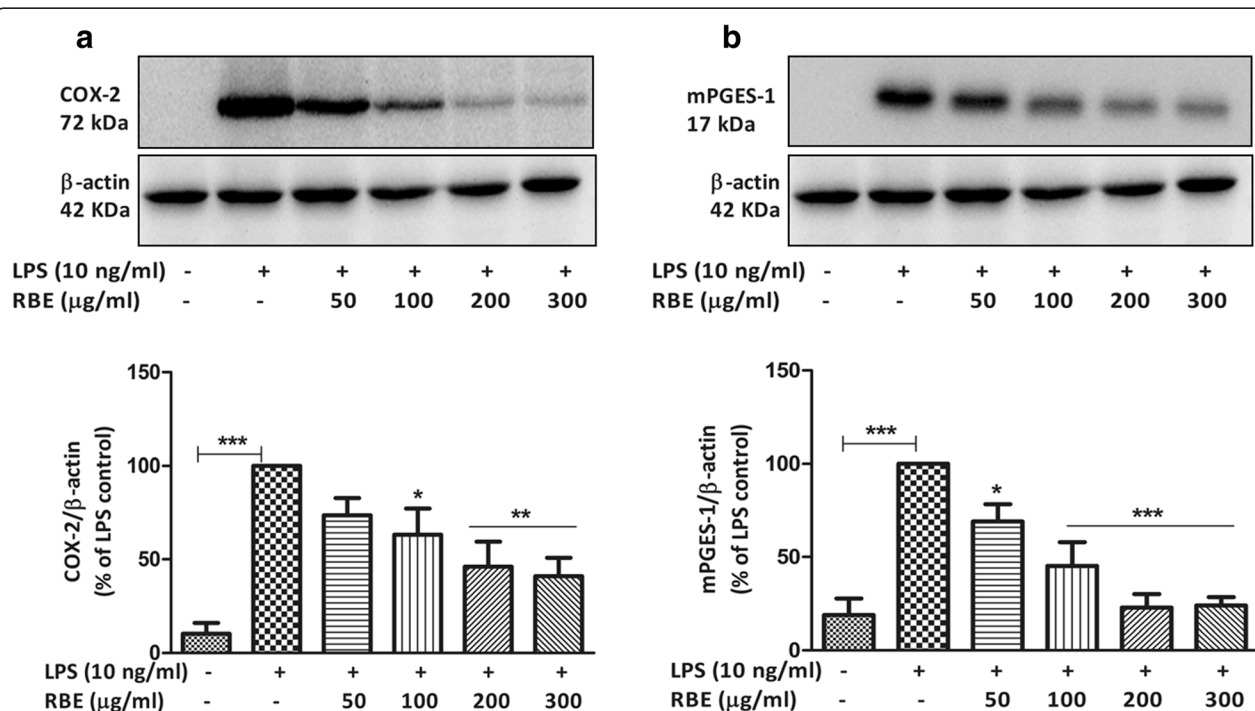 a
COX-2
72 kDa
β-actin
42 KDa
LPS (10 ng/ml) - + + + + +
RBE (μg/ml) - - 50 100 200 300
150
100
50
0
COX-2/β-actin
(% of LPS control)
***
*
**
LPS (10 ng/ml) - + + + + +
RBE (μg/ml) - - 50 100 200 300
b
mPGES-1
17 kDa
β-actin
42 KDa
LPS (10 ng/ml) - + + + + +
RBE (μg/ml) - - 50 100 200 300
150
100
50
0
mPGES-1/β-actin
(% of LPS control)
***
*
***
LPS (10 ng/ml) - + + + + +
RBE (μg/ml) - - 50 100 200 300